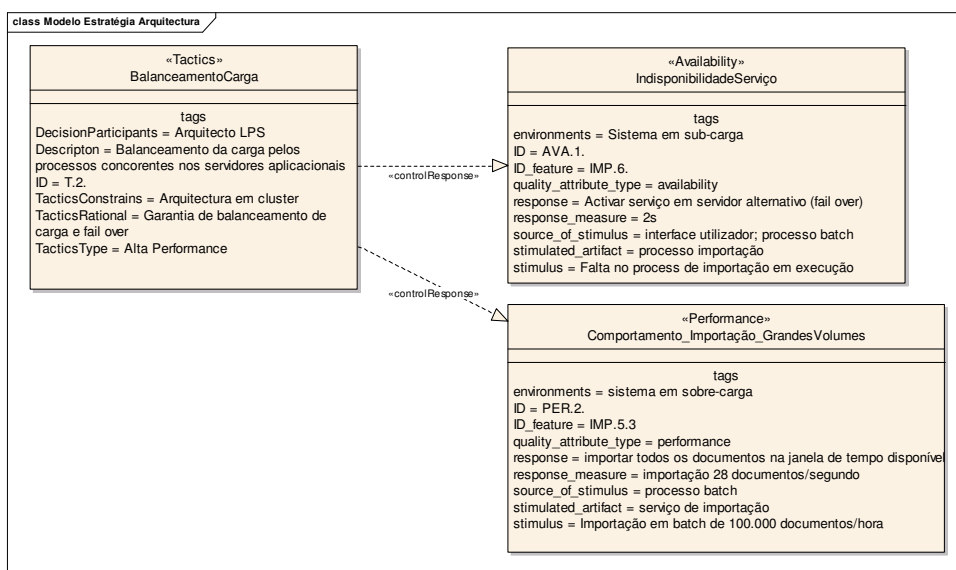 class Modelo Estratégia Arquitectura
«Tactics»
BalanceamentoCarga
tags
DecisionParticipants = Arquitecto LPS
Descripton = Balanceamento da carga pelos
processos concorentes nos servidores aplicacionais
ID = T.2.
TacticsConstrains = Arquitectura em cluster
TacticsRational = Garantia de balanceamento de
carga e fail over
TacticsType = Alta Performance
«controlResponse»
«controlResponse»
«Availability»
IndisponibilidadeServiço
tags
environments = Sistema em sub-carga
ID = AVA.1.
ID_feature = IMP.6.
quality_attribute_type = availability
response = Activar serviço em servidor alternativo (fail over)
response_measure = 2s
source_of_stimulus = interface utilizador; processo batch
stimulated_artifact = processo importação
stimulus = Falta no process de importação em execução
«Performance»
Comportamento_Importação_GrandesVolumes
tags
environments = sistema em sobre-carga
ID = PER.2.
ID_feature = IMP.5.3
quality_attribute_type = performance
response = importar todos os documentos na janela de tempo disponível
response_measure = importação 28 documentos/segundo
source_of_stimulus = processo batch
stimulated_artifact = serviço de importação
stimulus = Importação em batch de 100.000 documentos/hora